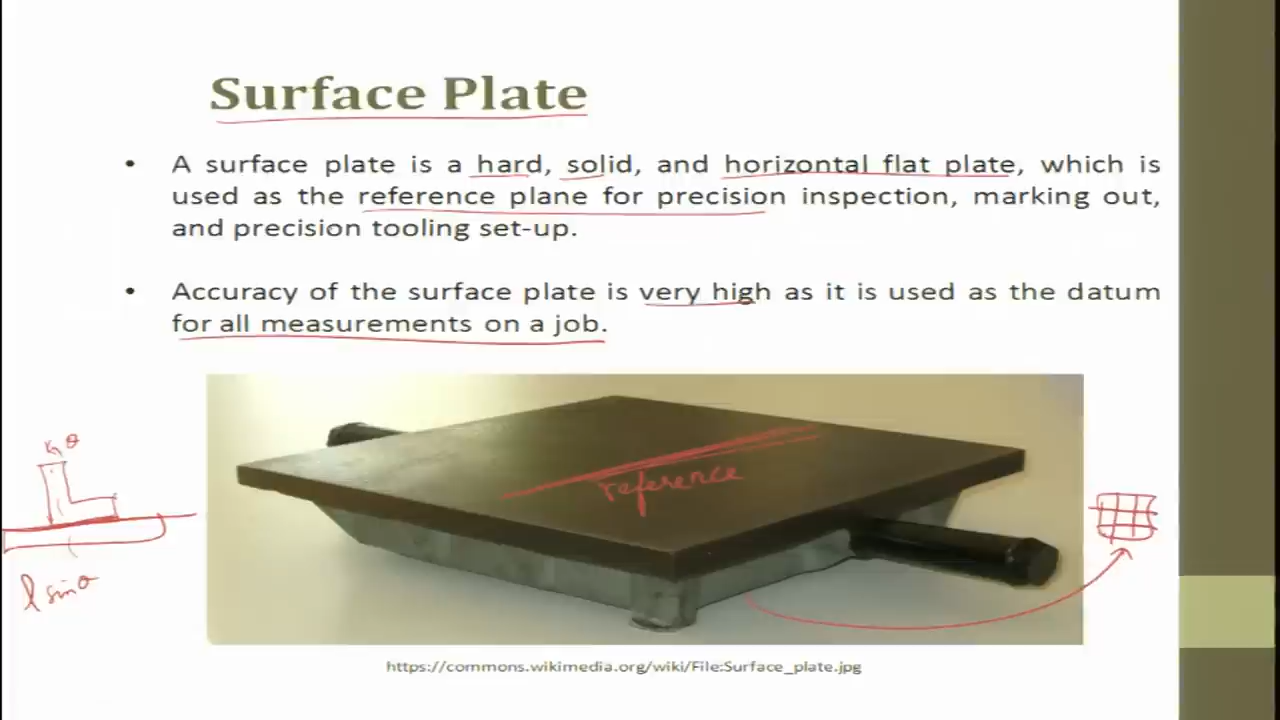 Surface Plate
• A surface plate is a hard, solid, and horizontal flat plate, which is
used as the reference plane for precision inspection, marking out,
and precision tooling set-up.
• Accuracy of the surface plate is very high as it is used as the datum
for all measurements on a job.
θ
reference
l sinθ
https://commons.wikimedia.org/wiki/File:Surface_plate.jpg